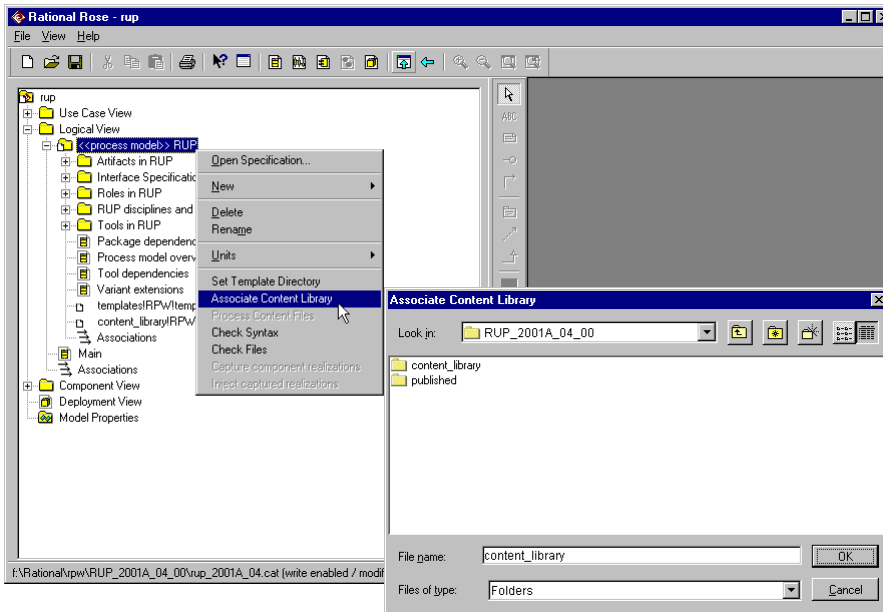 Rational Rose - rup
File View Help
rup
Use Case View
Logical View
<<process model>> RUP
Artifacts in RUP
Interface Specificatio
Roles in RUP
RUP disciplines and
Tools in RUP
Package dependenc
Process model overv
Tool dependencies
Variant extensions
templates!RPW!temp
content_library!RPW
Associations
Main
Associations
Component View
Deployment View
Model Properties
Open Specification...
New
Delete
Rename
Units
Set Template Directory
Associate Content Library
Process Content Files
Check Syntax
Check Files
Capture component realizations
Inject captured realizations
ABC
Associate Content Library
Look in: RUP_2001A_04_00
content_library
published
File name: content_library OK
Files of type: Folders Cancel
f:\Rational\rpw\RUP_2001A_04_00\rup_2001A_04.cat (write enabled / modif